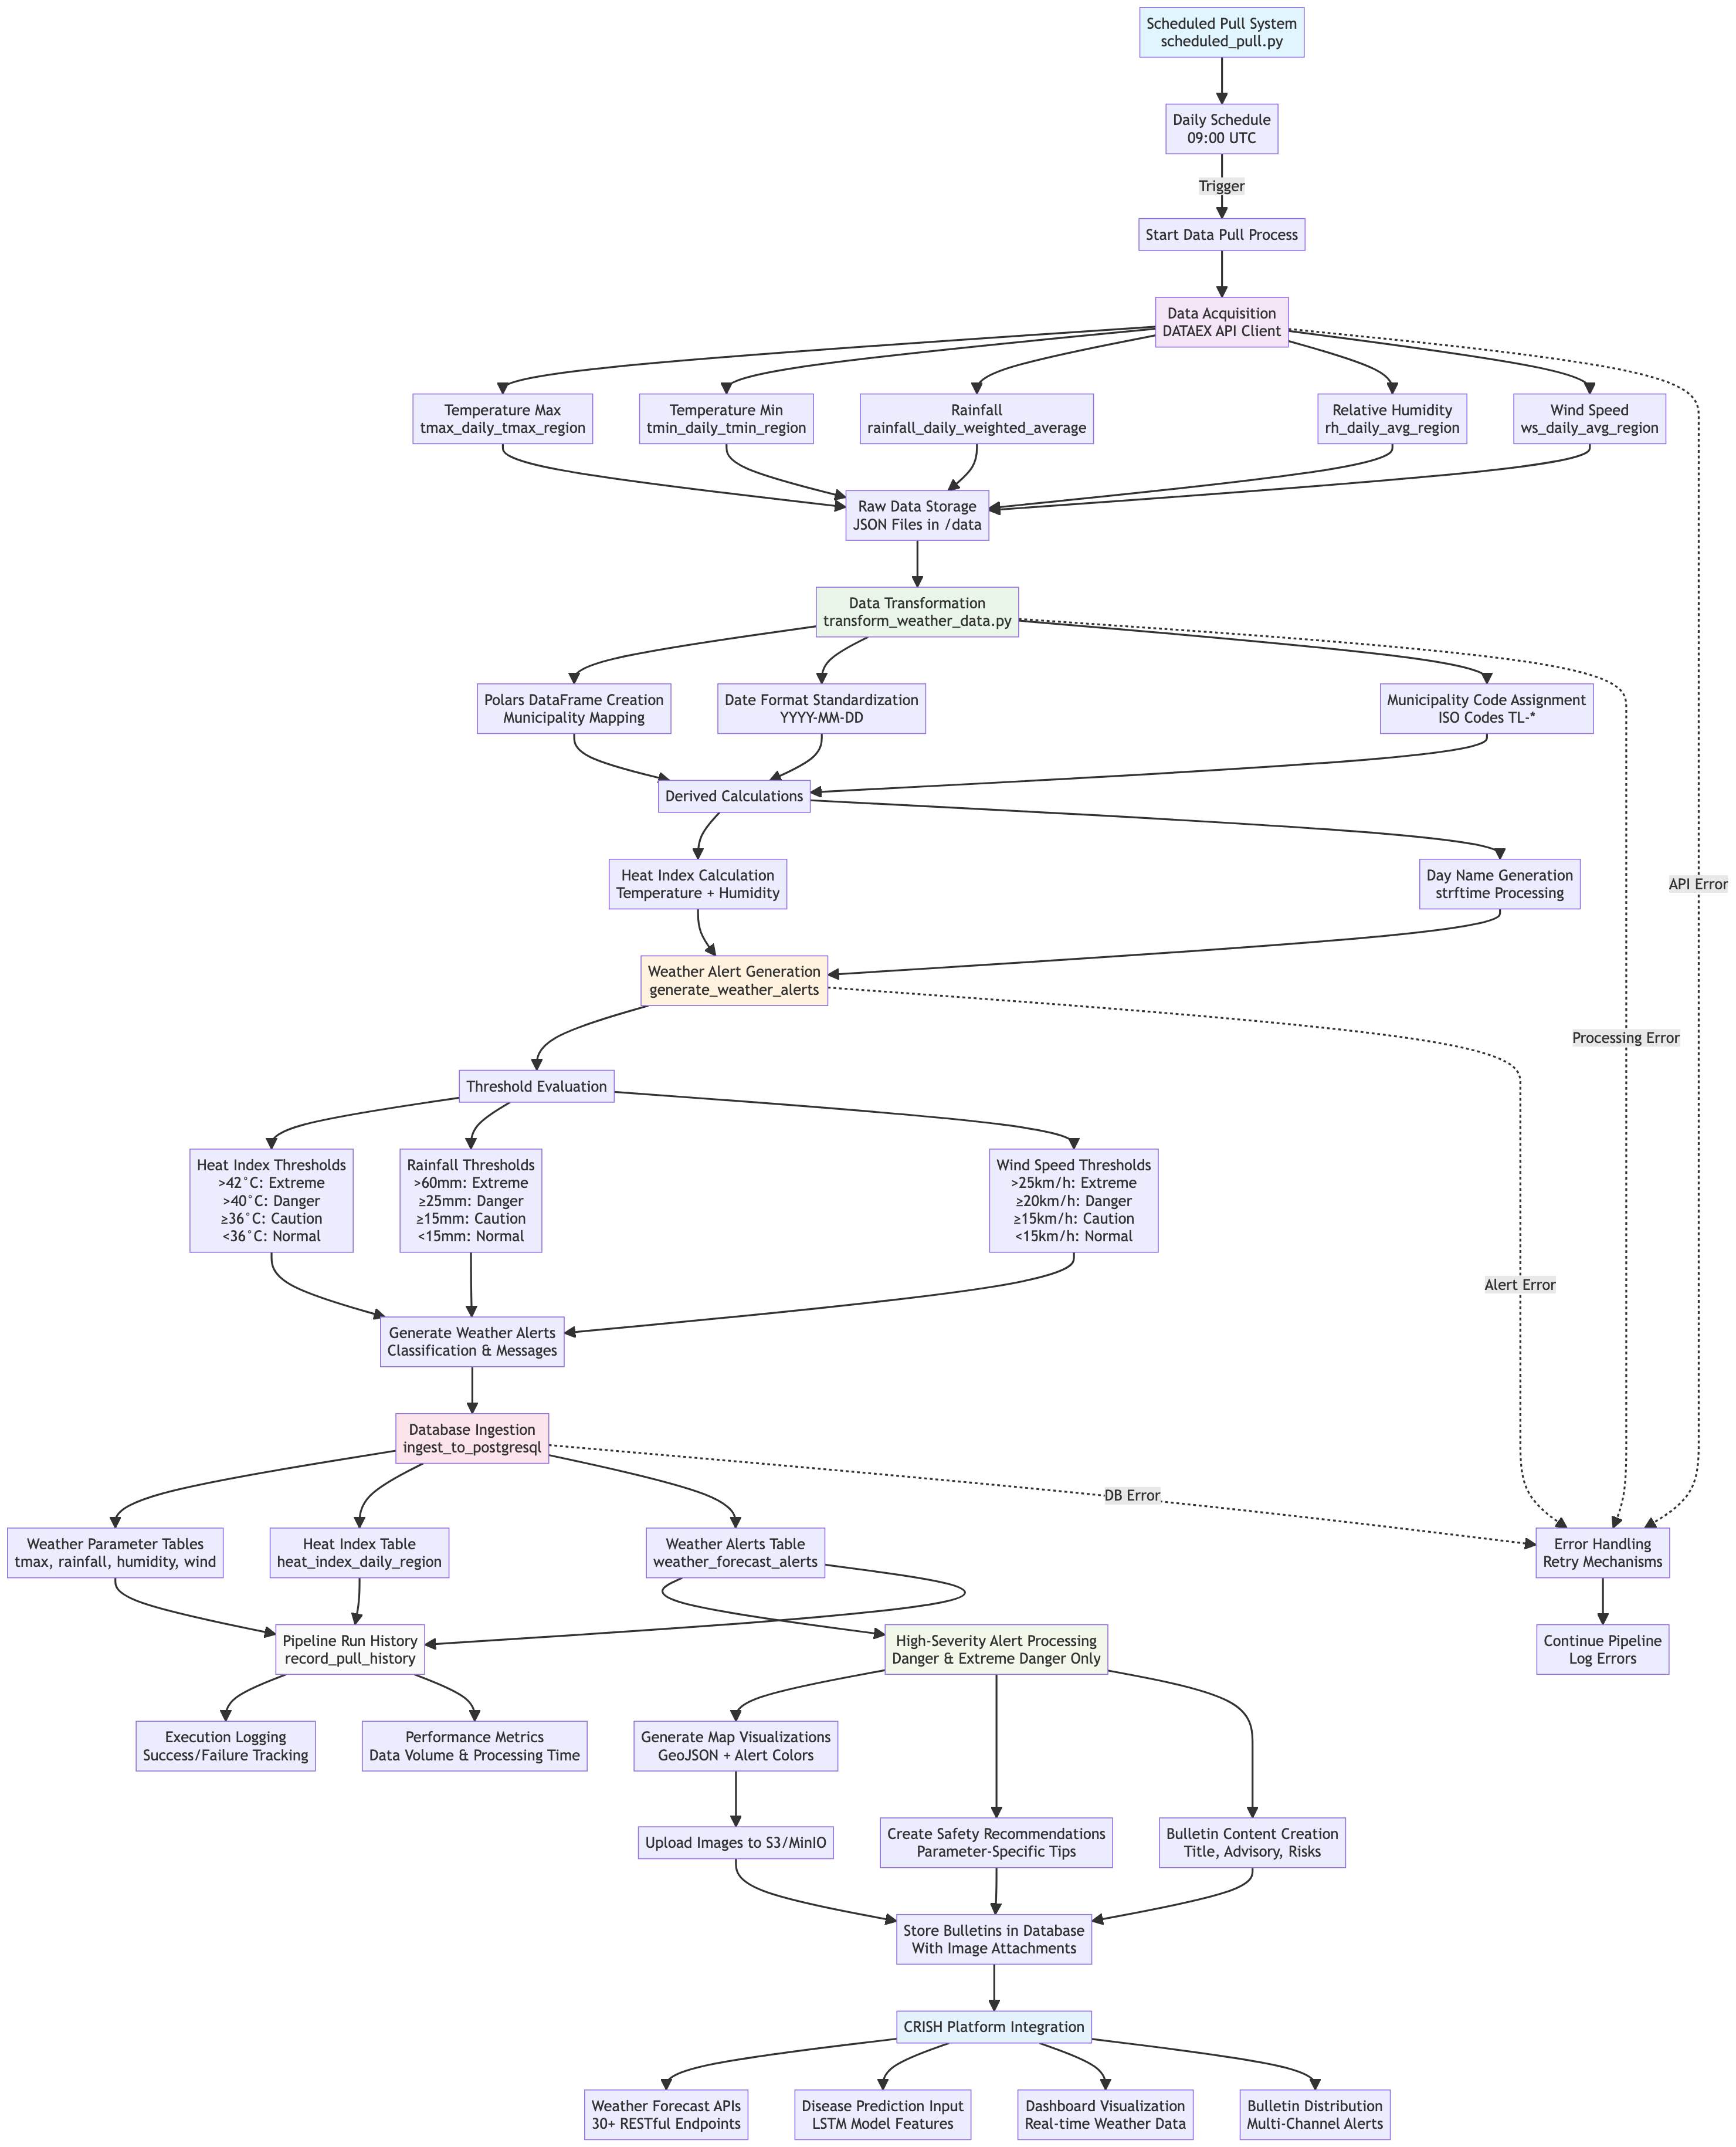 Scheduled Pull System
scheduled_pull.py
Daily Schedule
09:00 UTC
Trigger
Start Data Pull Process
Data Acquisition
DATAEX API Client
Temperature Max
tmax_daily_tmax_region
Temperature Min
tmin_daily_tmin_region
Rainfall
rainfall_daily_weighted_average
Relative Humidity
rh_daily_avg_region
Wind Speed
ws_daily_avg_region
Raw Data Storage
JSON Files in /data
Data Transformation
transform_weather_data.py
Polars DataFrame Creation
Municipality Mapping
Date Format Standardization
YYYY-MM-DD
Municipality Code Assignment
ISO Codes TL-*
Derived Calculations
Heat Index Calculation
Temperature + Humidity
Day Name Generation
strftime Processing
API Error
Weather Alert Generation
generate_weather_alerts
Processing Error
Threshold Evaluation
Heat Index Thresholds
>42°C: Extreme
>40°C: Danger
≥36°C: Caution
<36°C: Normal
Rainfall Thresholds
>60mm: Extreme
≥25mm: Danger
≥15mm: Caution
<15mm: Normal
Wind Speed Thresholds
>25km/h: Extreme
≥20km/h: Danger
≥15km/h: Caution
<15km/h: Normal
Alert Error
Generate Weather Alerts
Classification & Messages
Database Ingestion
ingest_to_postgresql
DB Error
Weather Parameter Tables
tmax, rainfall, humidity, wind
Heat Index Table
heat_index_daily_region
Weather Alerts Table
weather_forecast_alerts
Error Handling
Retry Mechanisms
Pipeline Run History
record_pull_history
High-Severity Alert Processing
Danger & Extreme Danger Only
Continue Pipeline
Log Errors
Execution Logging
Success/Failure Tracking
Performance Metrics
Data Volume & Processing Time
Generate Map Visualizations
GeoJSON + Alert Colors
Upload Images to S3/MinIO
Create Safety Recommendations
Parameter-Specific Tips
Bulletin Content Creation
Title, Advisory, Risks
Store Bulletins in Database
With Image Attachments
CRISH Platform Integration
Weather Forecast APIs
30+ RESTful Endpoints
Disease Prediction Input
LSTM Model Features
Dashboard Visualization
Real-time Weather Data
Bulletin Distribution
Multi-Channel Alerts